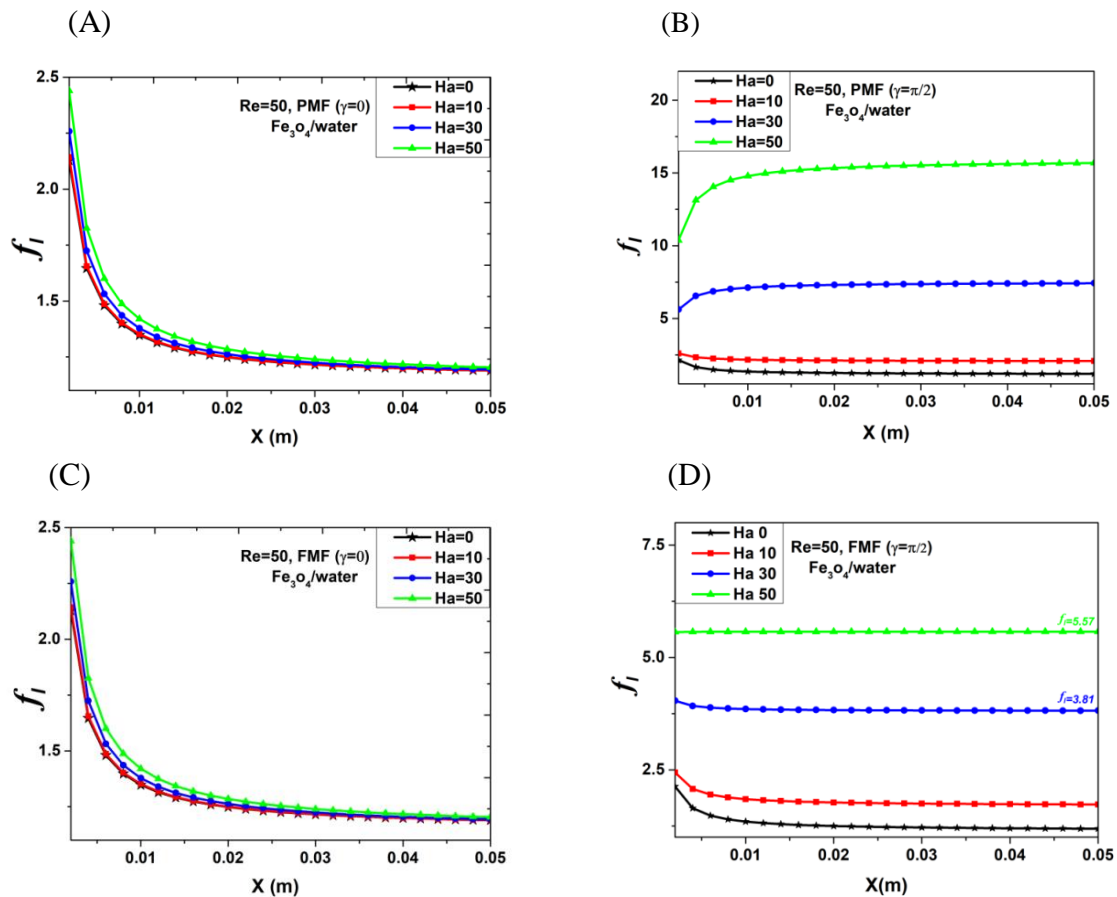 (A)
2.5
2.0
1.5
f_l
0.01
0.02
0.03
0.04
0.05
X (m)
Re=50, PMF (γ=0)
Fe₃o₄/water
Ha=0
Ha=10
Ha=30
Ha=50
(B)
20
15
10
5
f_l
0.01
0.02
0.03
0.04
0.05
X (m)
Ha=0
Ha=10
Ha=30
Ha=50
Re=50, PMF (γ=π/2)
Fe₃o₄/water
(C)
2.5
2.0
1.5
f_l
0.01
0.02
0.03
0.04
0.05
X (m)
Re=50, FMF (γ=0)
Fe₃o₄/water
Ha=0
Ha=10
Ha=30
Ha=50
(D)
7.5
5.0
2.5
f_l
0.01
0.02
0.03
0.04
0.05
X(m)
Ha 0
Ha 10
Ha 30
Ha 50
Re=50, FMF (γ=π/2)
Fe₃o₄/water
f_l=5.57
f_l=3.81